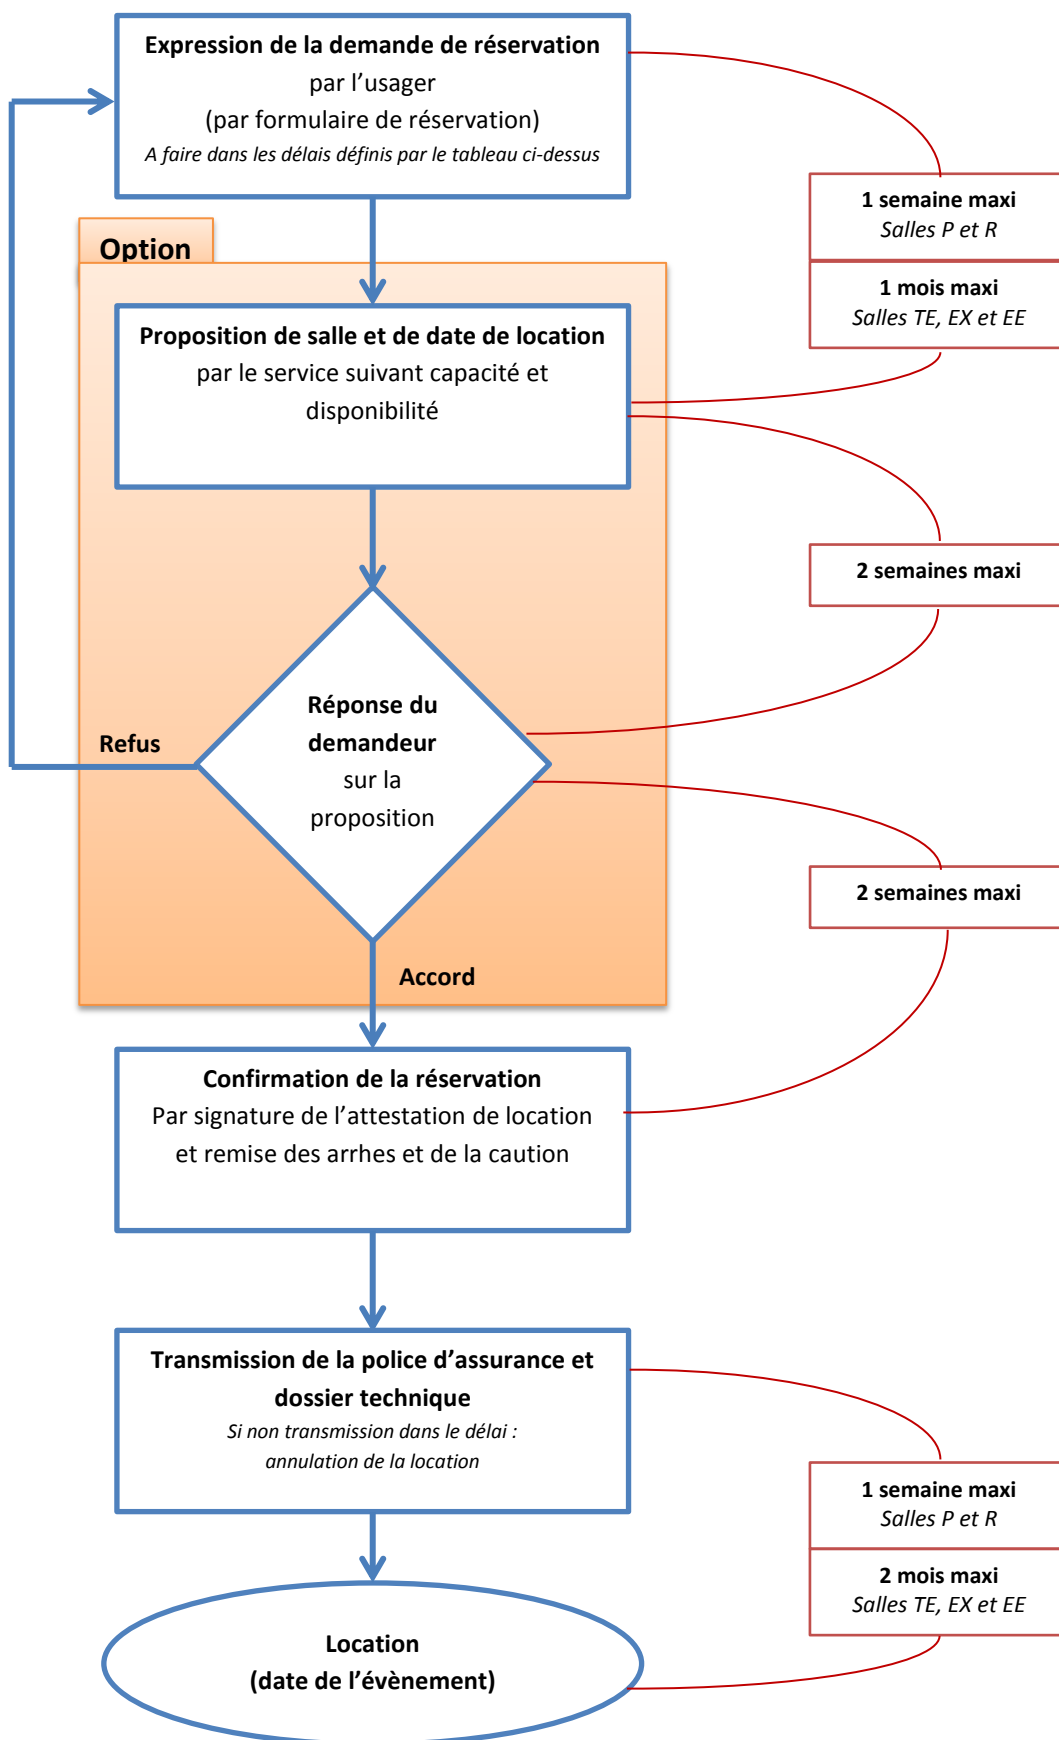 Expression de la demande de réservation
par l’usager
(par formulaire de réservation)
A faire dans les délais définis par le tableau ci-dessus
1 semaine maxi
Salles P et R
1 mois maxi
Salles TE, EX et EE
Option
Proposition de salle et de date de location
par le service suivant capacité et
disponibilité
2 semaines maxi
Réponse du
demandeur
sur la
proposition
Refus
2 semaines maxi
Accord
Confirmation de la réservation
Par signature de l’attestation de location
et remise des arrhes et de la caution
Transmission de la police d’assurance et
dossier technique
Si non transmission dans le délai :
annulation de la location
1 semaine maxi
Salles P et R
2 mois maxi
Salles TE, EX et EE
Location
(date de l’évènement)